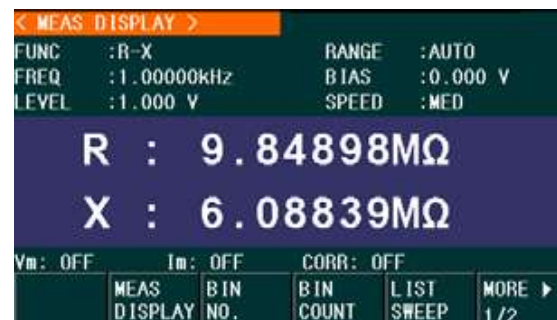 < MEAS DISPLAY >
FUNC :R-X RANGE :AUTO
FREQ :1.00000kHz BIAS :0.000 V
LEVEL :1.000 V SPEED :MED
R : 9.84898MΩ
X : 6.08839MΩ
Vm: OFF Im: OFF CORR: OFF
MEAS DISPLAY BIN NO. BIN COUNT LIST SWEEP MORE ▶ 1/2